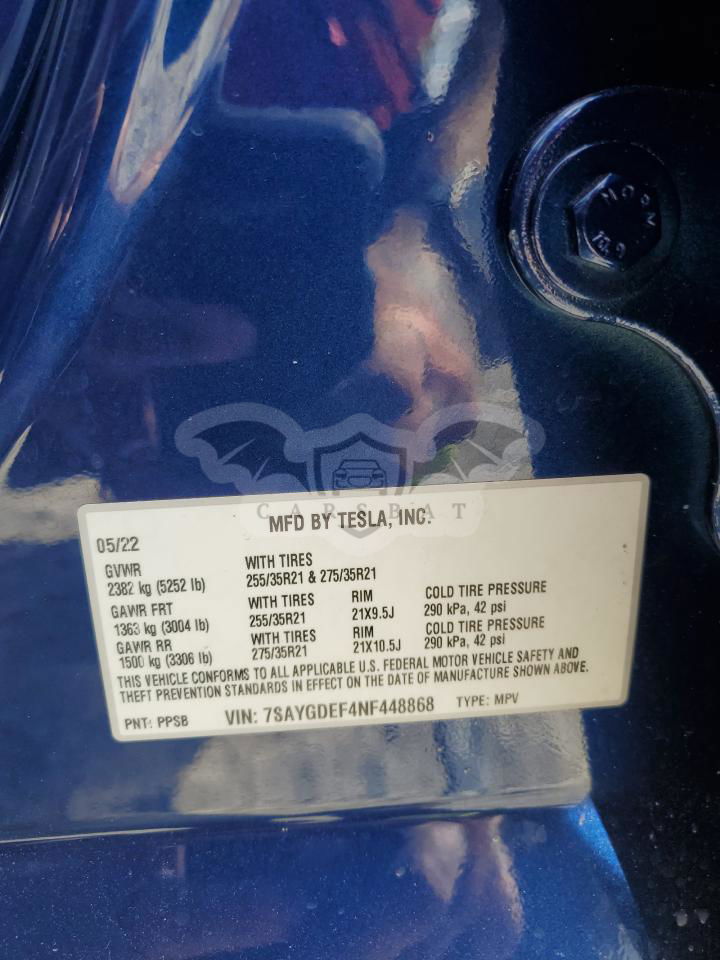 MFD BY TESLA, INC.
CARSBAT
05/22
GVWR
2382 kg (5252 lb)
WITH TIRES
255/35R21 & 275/35R21
GAWR FRT
1363 kg (3004 lb)
WITH TIRES
255/35R21
RIM
21X9.5J
COLD TIRE PRESSURE
290 kPa, 42 psi
GAWR RR
1500 kg (3306 lb)
WITH TIRES
275/35R21
RIM
21X10.5J
COLD TIRE PRESSURE
290 kPa, 42 psi
THIS VEHICLE CONFORMS TO ALL APPLICABLE U.S. FEDERAL MOTOR VEHICLE SAFETY AND
THEFT PREVENTION STANDARDS IN EFFECT ON THE DATE OF MANUFACTURE SHOWN ABOVE.
PNT: PPSB VIN: 7SAYGDEF4NF448868 TYPE: MPV